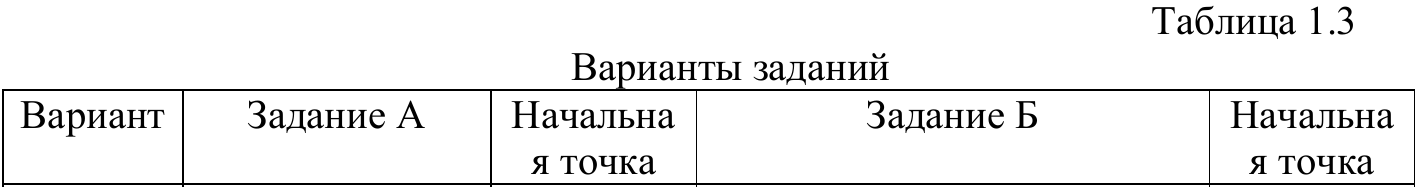 Таблица 1.3
Варианты заданий
Вариант Задание А Начальна Задание Б Начальна
я точка я точка